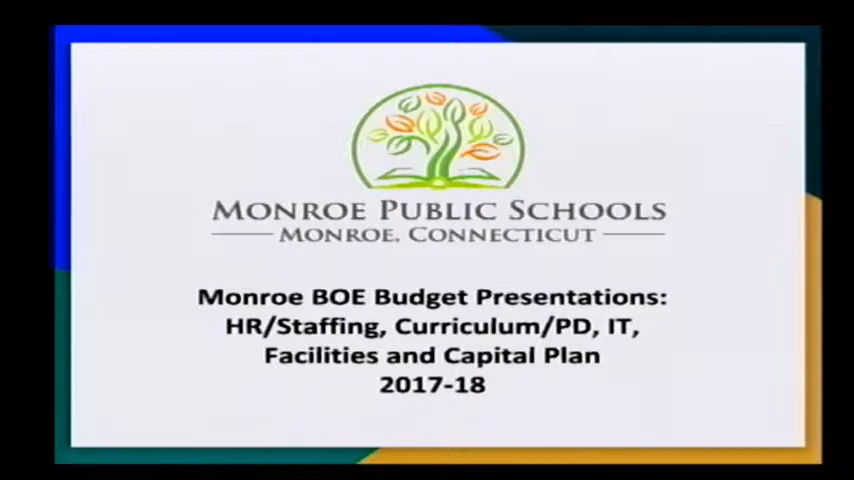 MONROE PUBLIC SCHOOLS
MONROE, CONNECTICUT
Monroe BOE Budget Presentations:
HR/Staffing, Curriculum/PD, IT,
Facilities and Capital Plan
2017-18